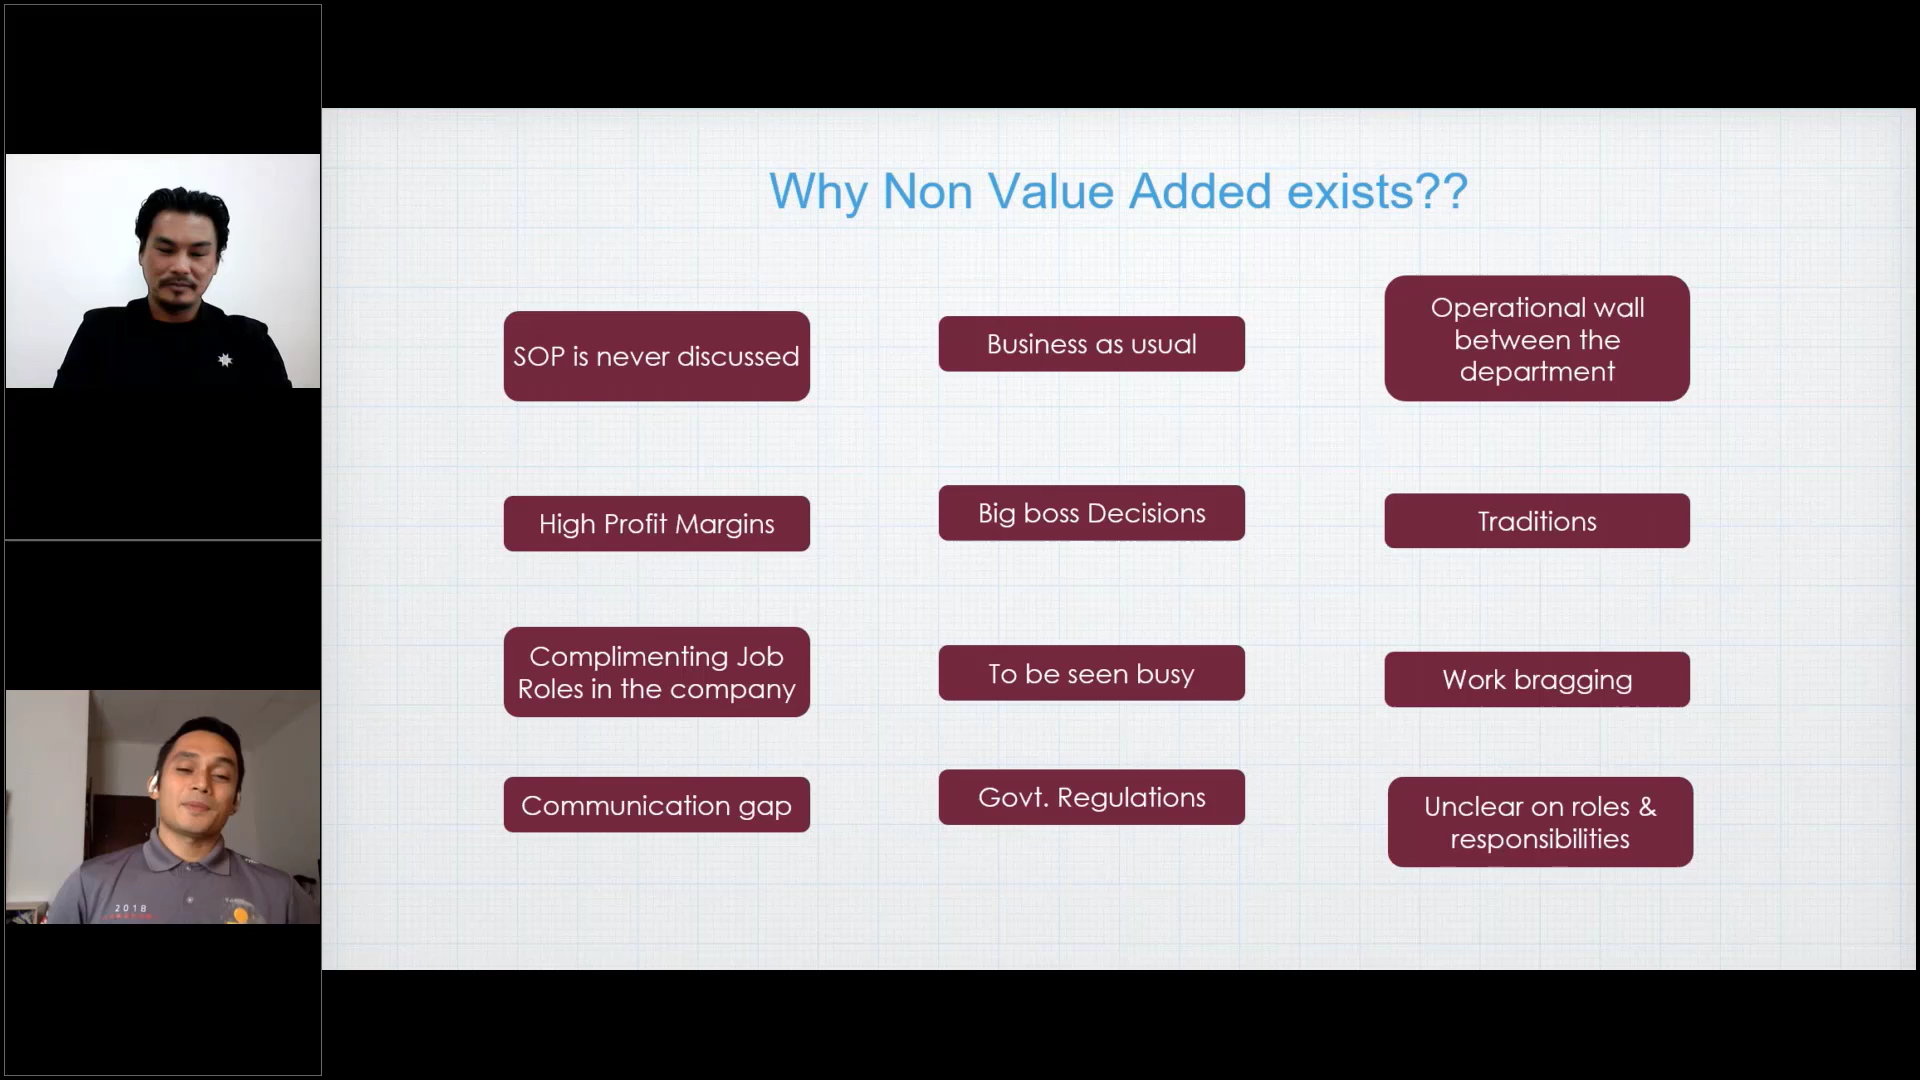 Why Non Value Added exists??
SOP is never discussed
Business as usual
Operational wall
between the
department
High Profit Margins
Big boss Decisions
Traditions
Complimenting Job
Roles in the company
To be seen busy
Work bragging
Communication gap
Govt. Regulations
Unclear on roles &
responsibilities
2018